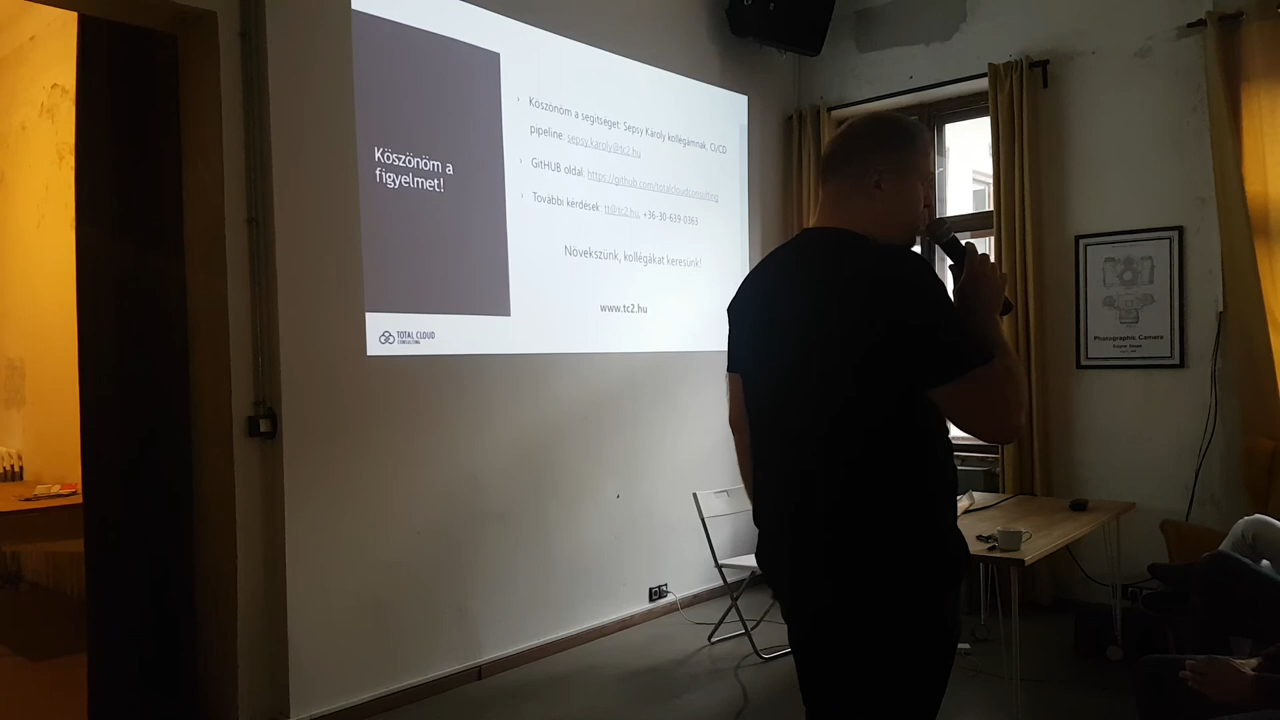 Köszönöm a
figyelmet!
› Köszönöm a segítséget: Sepsy Károly kollégámnak, CI/CD
pipeline: sepsy.karoly@tc2.hu
› GitHUB oldal: https://github.com/totalcloudconsulting
› További kérdések: tt@tc2.hu, +36-30-639-0363
Növekszünk, kollégákat keresünk!
www.tc2.hu
TOTAL CLOUD
CONSULTING
Photographic Camera